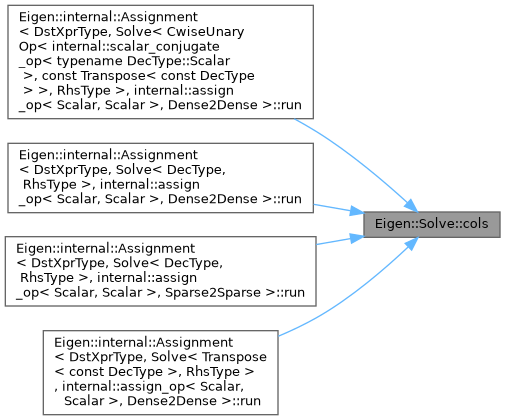 Eigen::internal::Assignment
< DstXprType, Solve< CwiseUnary
Op< internal::scalar_conjugate
_op< typename DecType::Scalar
>, const Transpose< const DecType
> >, RhsType >, internal::assign
_op< Scalar, Scalar >, Dense2Dense >::run
Eigen::internal::Assignment
< DstXprType, Solve< DecType,
RhsType >, internal::assign
_op< Scalar, Scalar >, Dense2Dense >::run
Eigen::Solve::cols
Eigen::internal::Assignment
< DstXprType, Solve< DecType,
RhsType >, internal::assign
_op< Scalar, Scalar >, Sparse2Sparse >::run
Eigen::internal::Assignment
< DstXprType, Solve< Transpose
< const DecType >, RhsType >
, internal::assign_op< Scalar,
Scalar >, Dense2Dense >::run